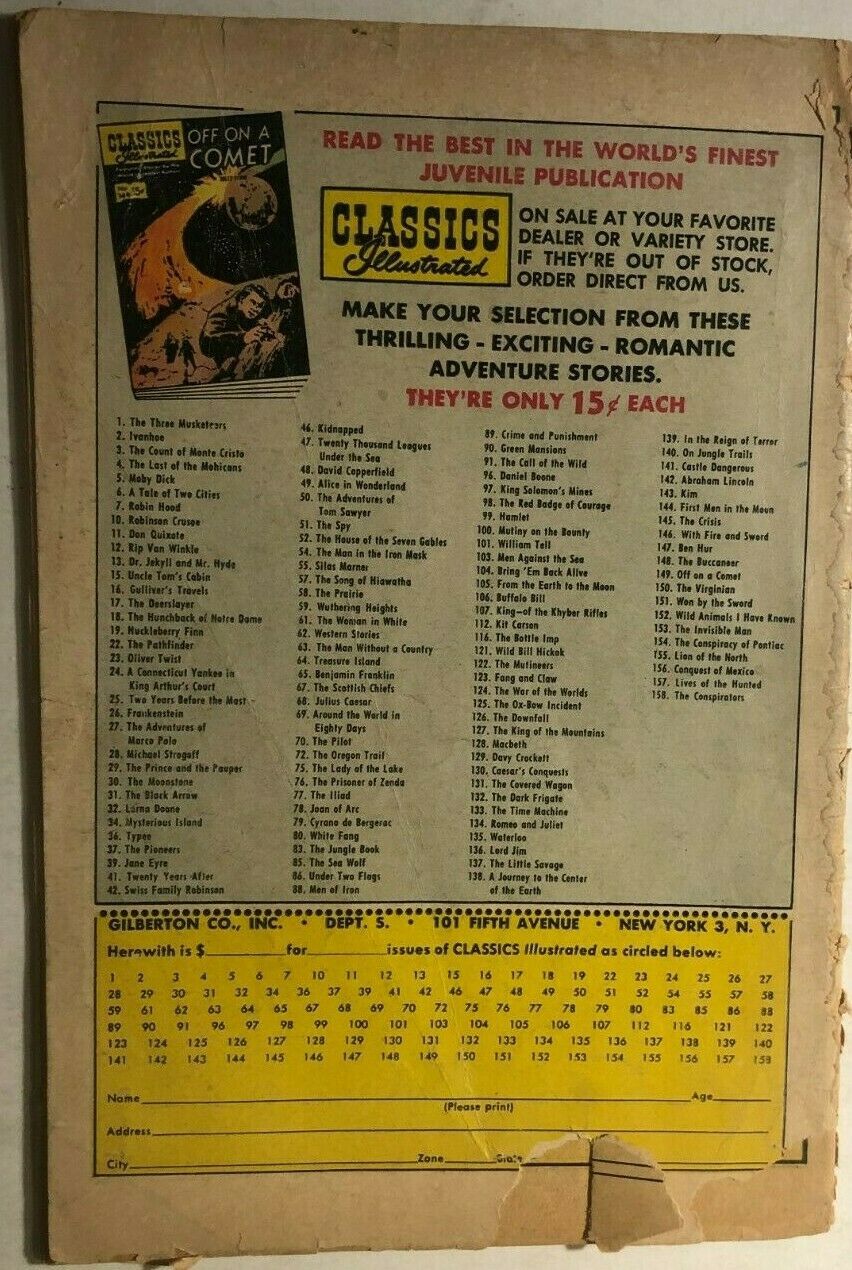 CLASSICS
Illustrated
OFF ON A
COMET
No.
149
15¢
READ THE BEST IN THE WORLD'S FINEST
JUVENILE PUBLICATION
CLASSICS
Illustrated
ON SALE AT YOUR FAVORITE
DEALER OR VARIETY STORE.
IF THEY'RE OUT OF STOCK,
ORDER DIRECT FROM US.
MAKE YOUR SELECTION FROM THESE
THRILLING - EXCITING - ROMANTIC
ADVENTURE STORIES.
THEY'RE ONLY 15¢ EACH
1. The Three Musketeers
2. Ivanhoe
3. The Count of Monte Cristo
4. The Last of the Mohicans
5. Moby Dick
6. A Tale of Two Cities
7. Robin Hood
10. Robinson Crusoe
11. Don Quixote
12. Rip Van Winkle
13. Dr. Jekyll and Mr. Hyde
15. Uncle Tom's Cabin
16. Gulliver's Travels
17. The Deerslayer
18. The Hunchback of Notre Dame
19. Huckleberry Finn
22. The Pathfinder
23. Oliver Twist
24. A Connecticut Yankee in
King Arthur's Court
25. Two Years Before the Mast
26. Frankenstein
27. The Adventures of
Marco Polo
28. Michael Strogoff
29. The Prince and the Pauper
30. The Moonstone
31. The Black Arrow
32. Lorna Doone
34. Mysterious Island
36. Typee
37. The Pioneers
39. Jane Eyre
41. Twenty Years After
42. Swiss Family Robinson
46. Kidnapped
47. Twenty Thousand Leagues
Under the Sea
48. David Copperfield
49. Alice in Wonderland
50. The Adventures of
Tom Sawyer
51. The Spy
52. The House of the Seven Gables
54. The Man in the Iron Mask
55. Silas Marner
57. The Song of Hiawatha
58. The Prairie
59. Wuthering Heights
61. The Woman in White
62. Western Stories
63. The Man Without a Country
64. Treasure Island
65. Benjamin Franklin
67. The Scottish Chiefs
68. Julius Caesar
69. Around the World in
Eighty Days
70. The Pilot
72. The Oregon Trail
75. The Lady of the Lake
76. The Prisoner of Zenda
77. The Iliad
78. Joan of Arc
79. Cyrano de Bergerac
80. White Fang
83. The Jungle Book
85. The Sea Wolf
86. Under Two Flags
88. Men of Iron
89. Crime and Punishment
90. Green Mansions
91. The Call of the Wild
96. Daniel Boone
97. King Solomon's Mines
98. The Red Badge of Courage
99. Hamlet
100. Mutiny on the Bounty
101. William Tell
103. Men Against the Sea
104. Bring 'Em Back Alive
105. From the Earth to the Moon
106. Buffalo Bill
107. King—of the Khyber Rifles
112. Kit Carson
116. The Bottle Imp
121. Wild Bill Hickok
122. The Mutineers
123. Fang and Claw
124. The War of the Worlds
125. The Ox-Bow Incident
126. The Downfall
127. The King of the Mountains
128. Macbeth
129. Davy Crockett
130. Caesar's Conquests
131. The Covered Wagon
132. The Dark Frigate
133. The Time Machine
134. Romeo and Juliet
135. Waterloo
136. Lord Jim
137. The Little Savage
138. A Journey to the Center
of the Earth
139. In the Reign of Terror
140. On Jungle Trails
141. Castle Dangerous
142. Abraham Lincoln
143. Kim
144. First Men in the Moon
145. The Crisis
146. With Fire and Sword
147. Ben Hur
148. The Buccaneer
149. Off on a Comet
150. The Virginian
151. Won by the Sword
152. Wild Animals I Have Known
153. The Invisible Man
154. The Conspiracy of Pontiac
155. Lion of the North
156. Conquest of Mexico
157. Lives of the Hunted
158. The Conspirators
GILBERTON CO., INC. • DEPT. S. • 101 FIFTH AVENUE • NEW YORK 3, N. Y.
Herewith is $ for issues of CLASSICS Illustrated as circled below:
1 2 3 4 5 6 7 10 11 12 13 15 16 17 18 19 22 23 24 25 26 27
28 29 30 31 32 34 36 37 39 41 42 46 47 48 49 50 51 52 54 55 57 58
59 61 62 63 64 65 67 68 69 70 72 75 76 77 78 79 80 83 85 86 88
89 90 91 96 97 98 99 100 101 103 104 105 106 107 112 116 121 122
123 124 125 126 127 128 129 130 131 132 133 134 135 136 137 138 139 140
141 142 143 144 145 146 147 148 149 150 151 152 153 154 155 156 157 158
Name Age
(Please print)
Address
City Zone State